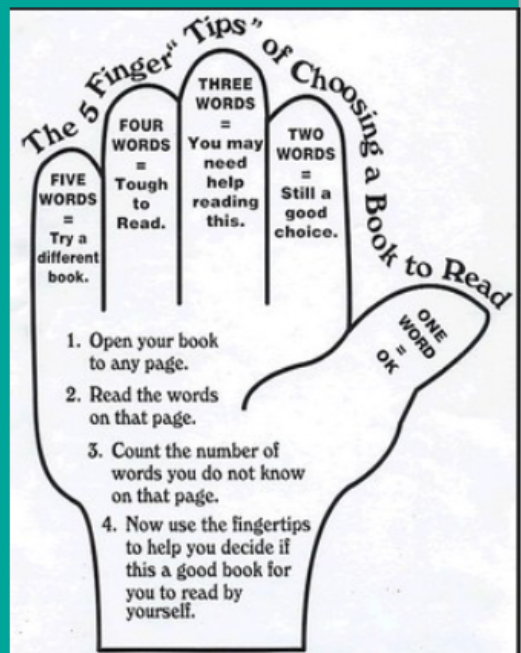 The 5 Finger "Tips" of Choosing a Book to Read
FIVE
WORDS
=
Try a
different
book.
FOUR
WORDS
=
Tough
to
Read.
THREE
WORDS
=
You may
need
help
reading
this.
TWO
WORDS
=
Still a
good
choice.
ONE
WORD
=
OK
1. Open your book
to any page.
2. Read the words
on that page.
3. Count the number of
words you do not know
on that page.
4. Now use the fingertips
to help you decide if
this a good book for
you to read by
yourself.